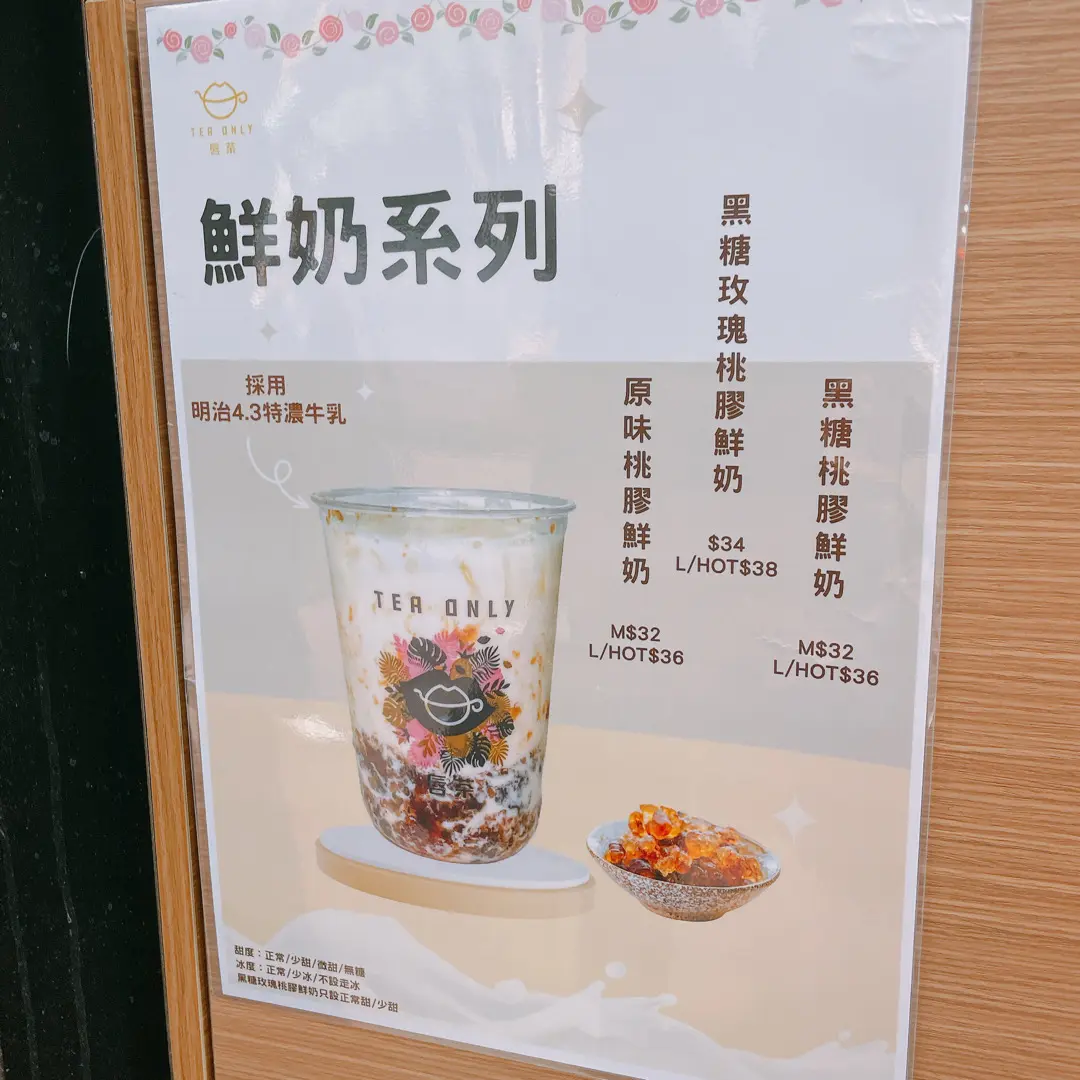 TEA ONLY
唇茶
鮮奶系列
採用
明治4.3特濃牛乳
原味桃膠鮮奶
M$32
L/HOT$36
黑糖玫瑰桃膠鮮奶
$34
L/HOT$38
黑糖桃膠鮮奶
M$32
L/HOT$36
TEA ONLY
唇茶
甜度：正常/少甜/微甜/無糖
冰度：正常/少冰/不設走冰
黑糖玫瑰桃膠鮮奶只設正常甜/少甜